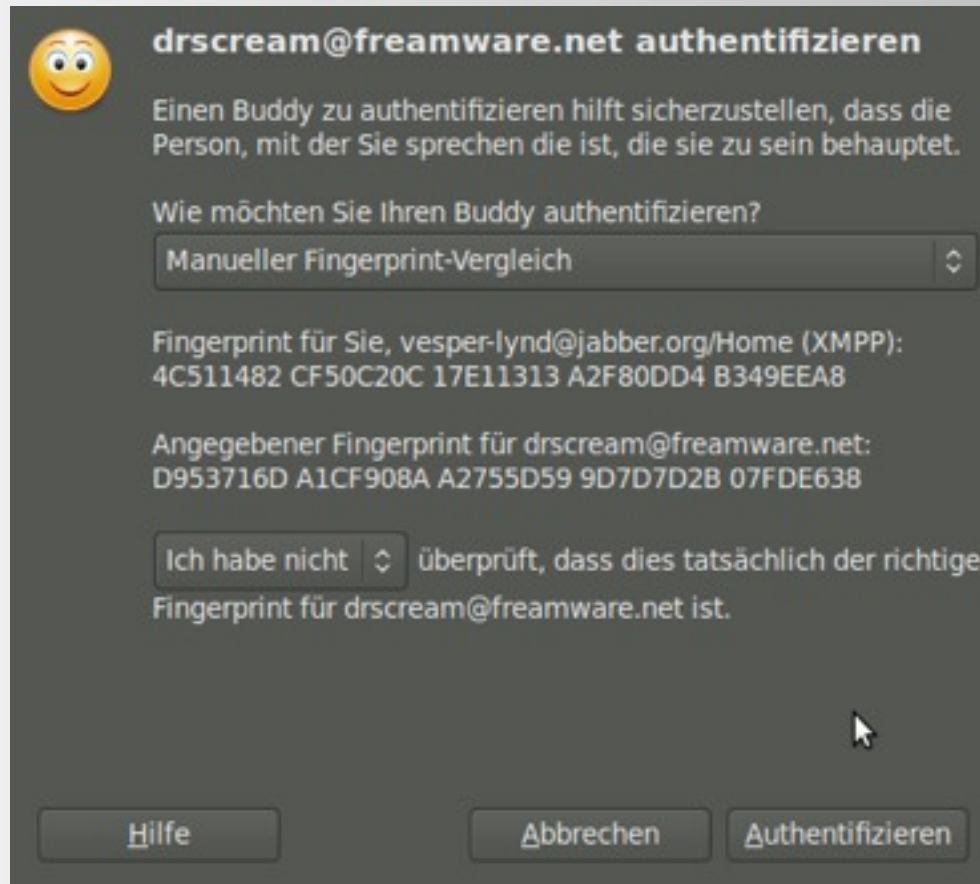 drscream@freamware.net authentifizieren
Einen Buddy zu authentifizieren hilft sicherzustellen, dass die
Person, mit der Sie sprechen die ist, die sie zu sein behauptet.
Wie möchten Sie Ihren Buddy authentifizieren?
Manueller Fingerprint-Vergleich
Fingerprint für Sie, vesper-lynd@jabber.org/Home (XMPP):
4C511482 CF50C20C 17E11313 A2F80DD4 B349EEA8
Angegebener Fingerprint für drscream@freamware.net:
D953716D A1CF908A A2755D59 9D7D7D2B 07FDE638
Ich habe nicht überprüft, dass dies tatsächlich der richtige
Fingerprint für drscream@freamware.net ist.
Hilfe Abbrechen Authentifizieren